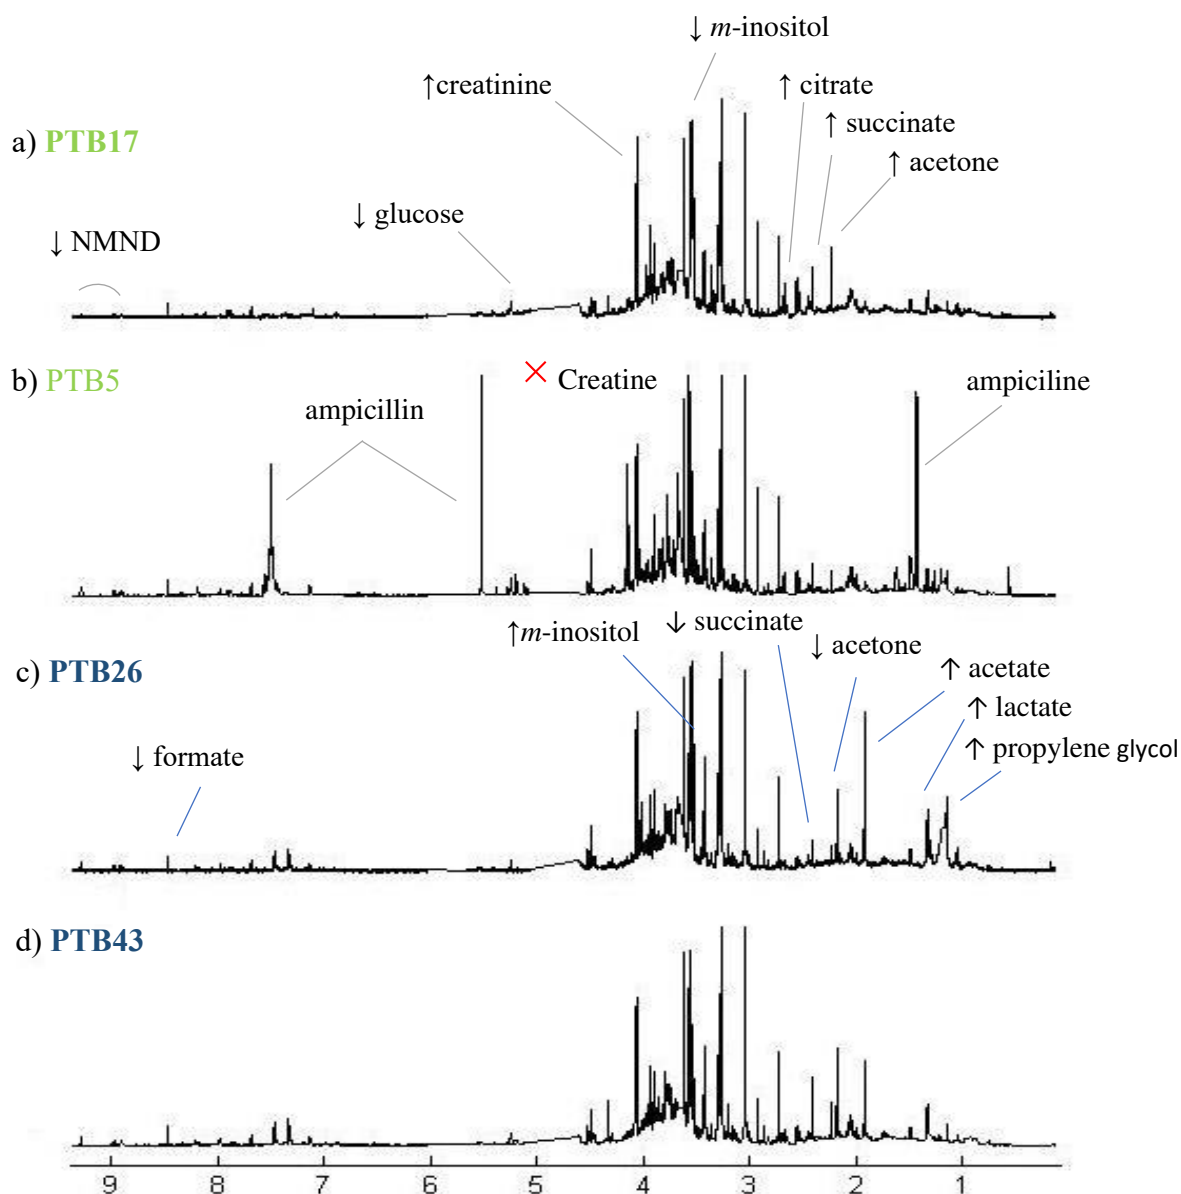 ↓ m-inositol
↑creatinine
↑ citrate
↑ succinate
a) PTB17
↑ acetone
↓ glucose
↓ NMND
b) PTB5
Creatine
ampiciline
ampicillin
↑m-inositol
↓ succinate
↓ acetone
c) PTB26
↑ acetate
↑ lactate
↓ formate
↑ propylene glycol
d) PTB43
9 8 7 6 5 4 3 2 1